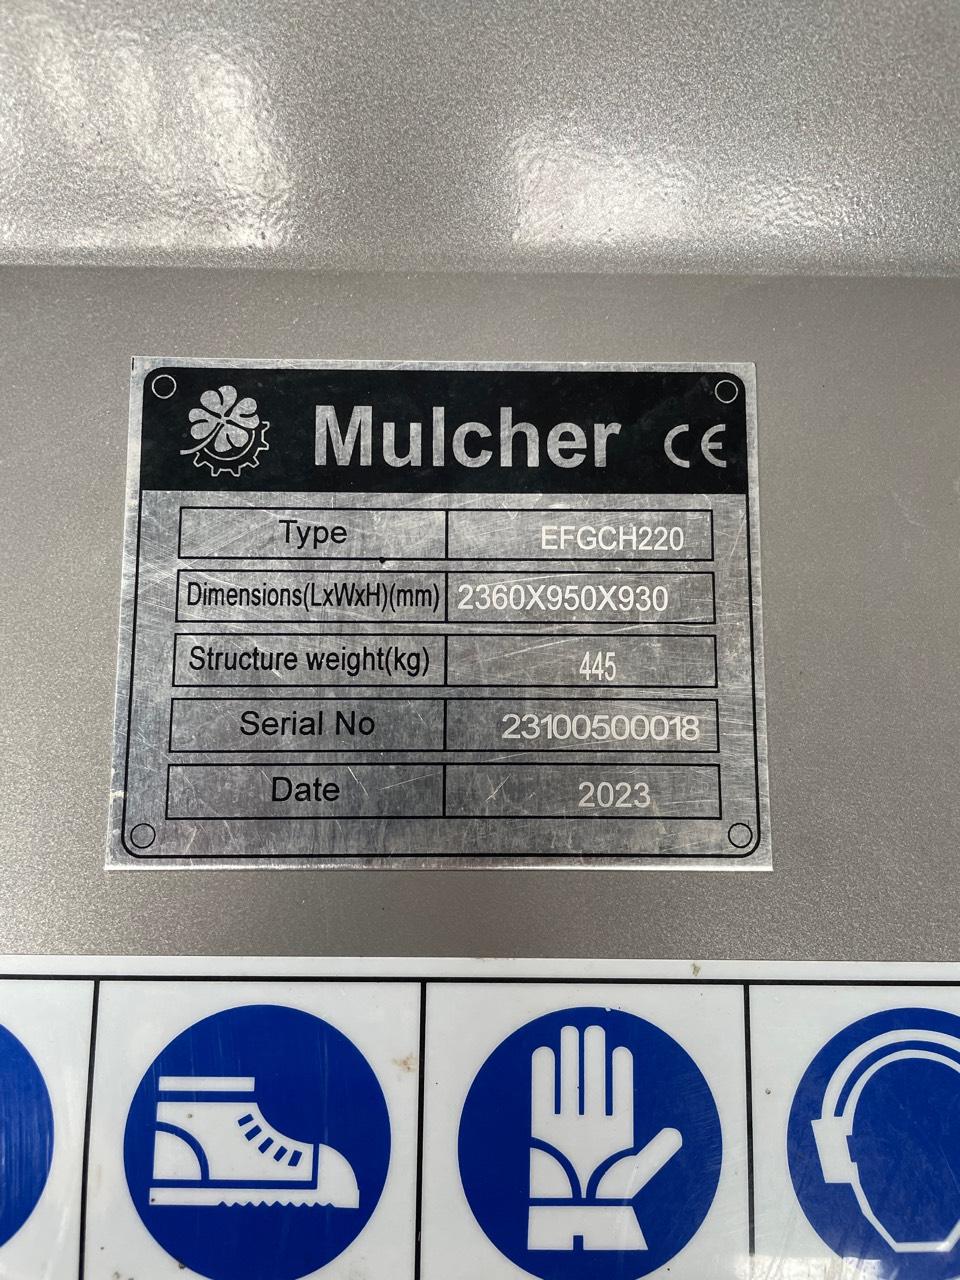 Mulcher CE
Type EFGCH220
Dimensions(LxWxH)(mm) 2360X950X930
Structure weight(kg) 445
Serial No 23100500018
Date 2023